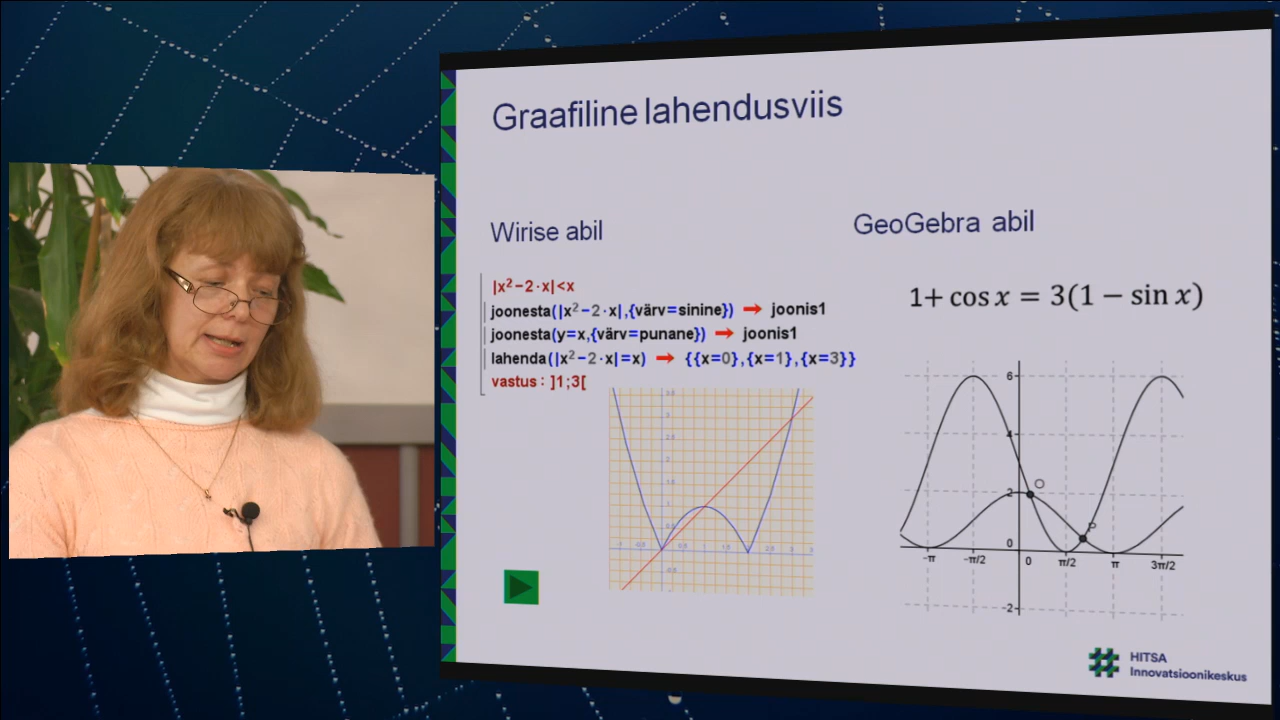 Graafiline lahendusviis
Wirise abil
|x²−2·x|<x
joonesta(|x²−2·x|,{värv=sinine}) → joonis1
joonesta(y=x,{värv=punane}) → joonis1
lahenda(|x²−2·x|=x) → {{x=0},{x=1},{x=3}}
vastus: ]1;3[
GeoGebra abil
1+ cos x = 3(1 − sin x)
6
4
2
0
-2
-π
-π/2
0
π/2
π
3π/2
O
P
HITSA
Innovatsioonikeskus